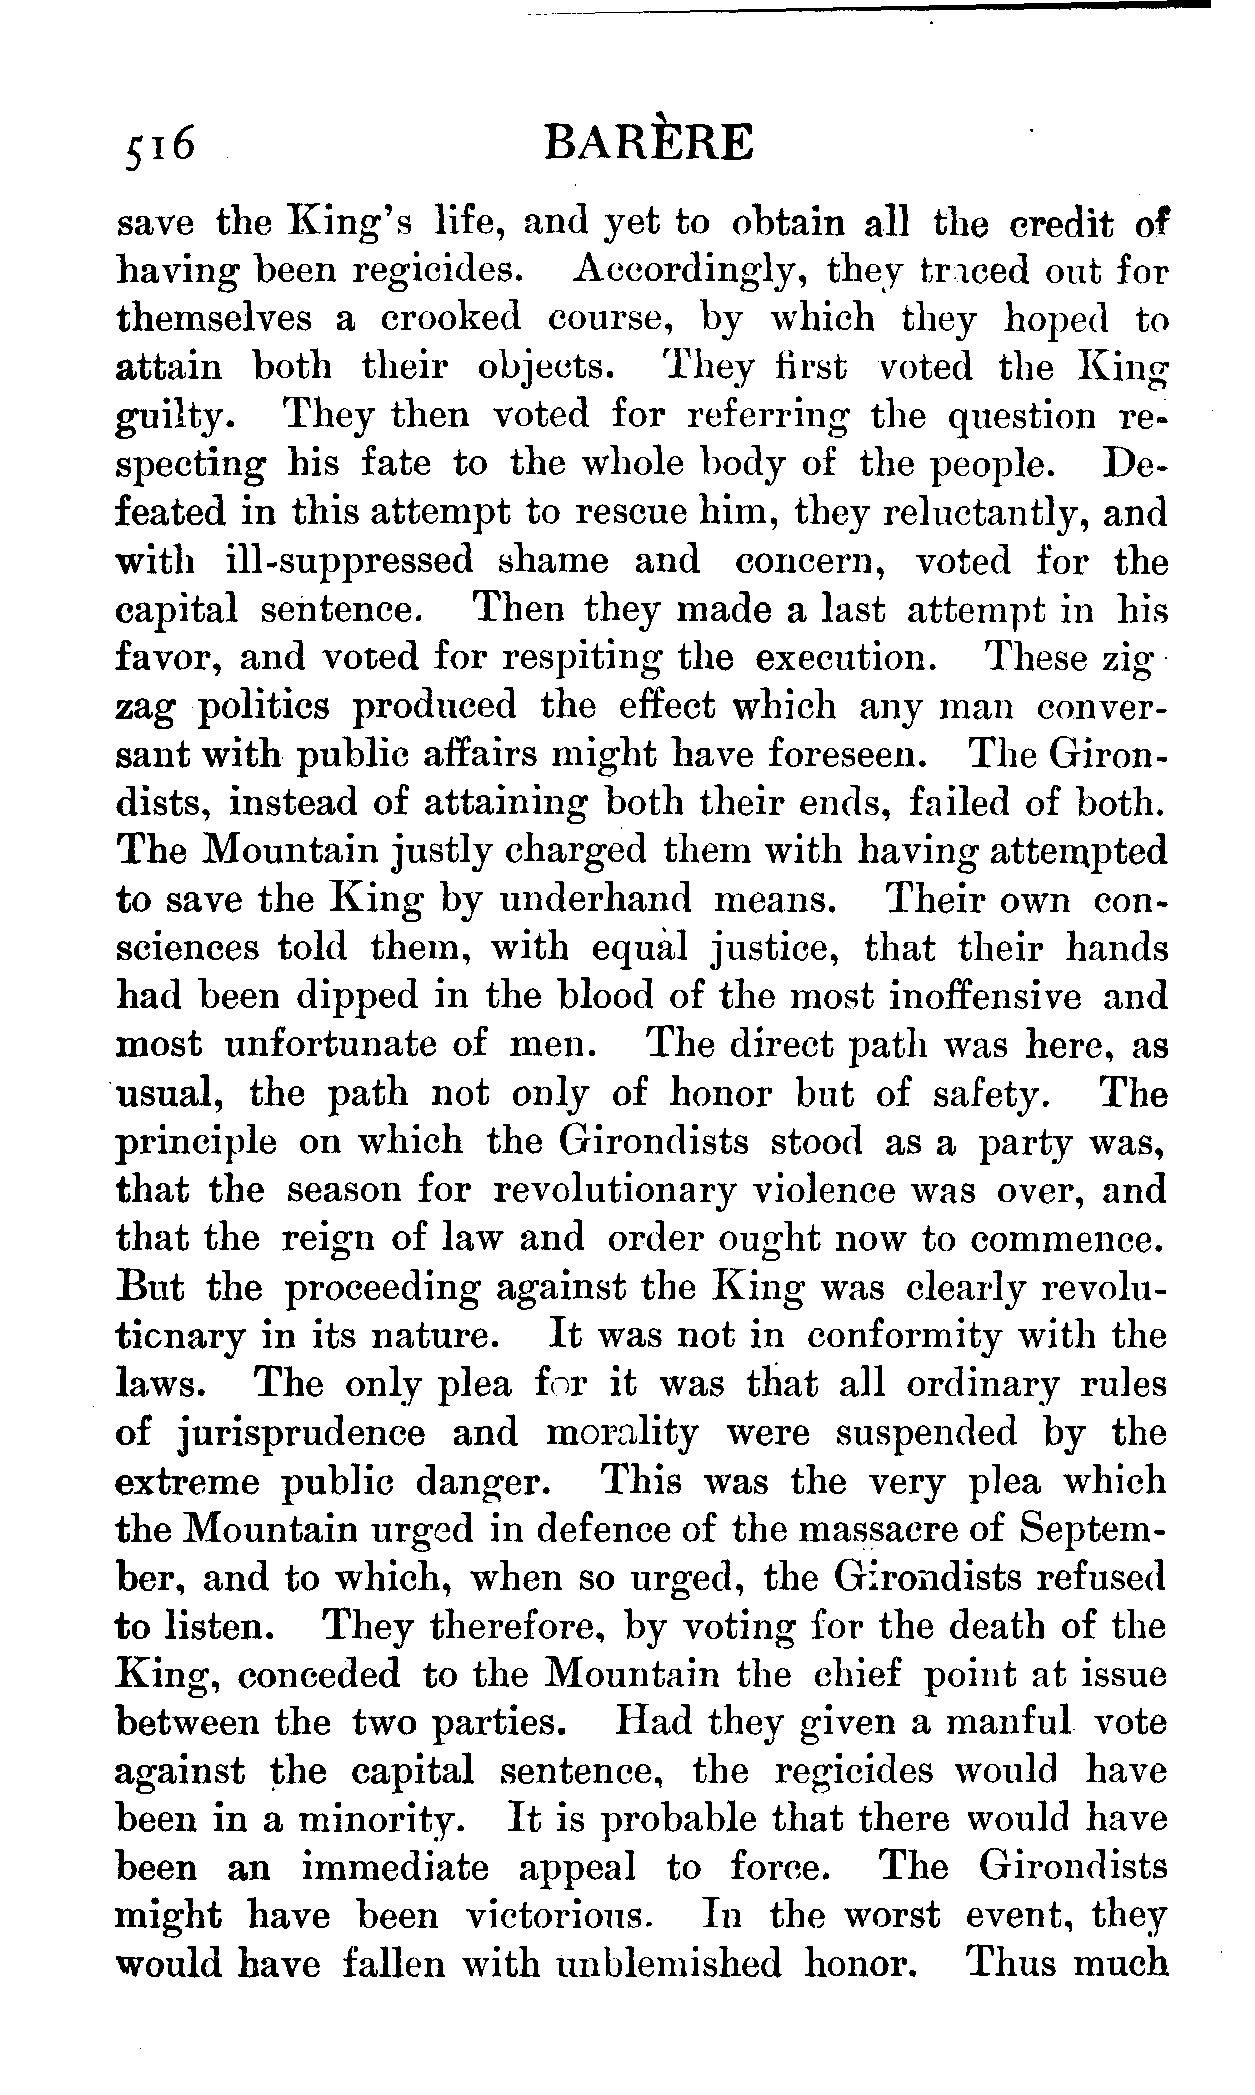 516 BARÈRE
save the King's life, and yet to obtain all the credit of
having been regicides. Accordingly, they traced out for
themselves a crooked course, by which they hoped to
attain both their objects. They first voted the King
guilty. They then voted for referring the question re-
specting his fate to the whole body of the people. De-
feated in this attempt to rescue him, they reluctantly, and
with ill-suppressed shame and concern, voted for the
capital sentence. Then they made a last attempt in his
favor, and voted for respiting the execution. These zig-
zag politics produced the effect which any man conver-
sant with public affairs might have foreseen. The Giron-
dists, instead of attaining both their ends, failed of both.
The Mountain justly charged them with having attempted
to save the King by underhand means. Their own con-
sciences told them, with equal justice, that their hands
had been dipped in the blood of the most inoffensive and
most unfortunate of men. The direct path was here, as
usual, the path not only of honor but of safety. The
principle on which the Girondists stood as a party was,
that the season for revolutionary violence was over, and
that the reign of law and order ought now to commence.
But the proceeding against the King was clearly revolu-
tionary in its nature. It was not in conformity with the
laws. The only plea for it was that all ordinary rules
of jurisprudence and morality were suspended by the
extreme public danger. This was the very plea which
the Mountain urged in defence of the massacre of Septem-
ber, and to which, when so urged, the Girondists refused
to listen. They therefore, by voting for the death of the
King, conceded to the Mountain the chief point at issue
between the two parties. Had they given a manful vote
against the capital sentence, the regicides would have
been in a minority. It is probable that there would have
been an immediate appeal to force. The Girondists
might have been victorious. In the worst event, they
would have fallen with unblemished honor. Thus much